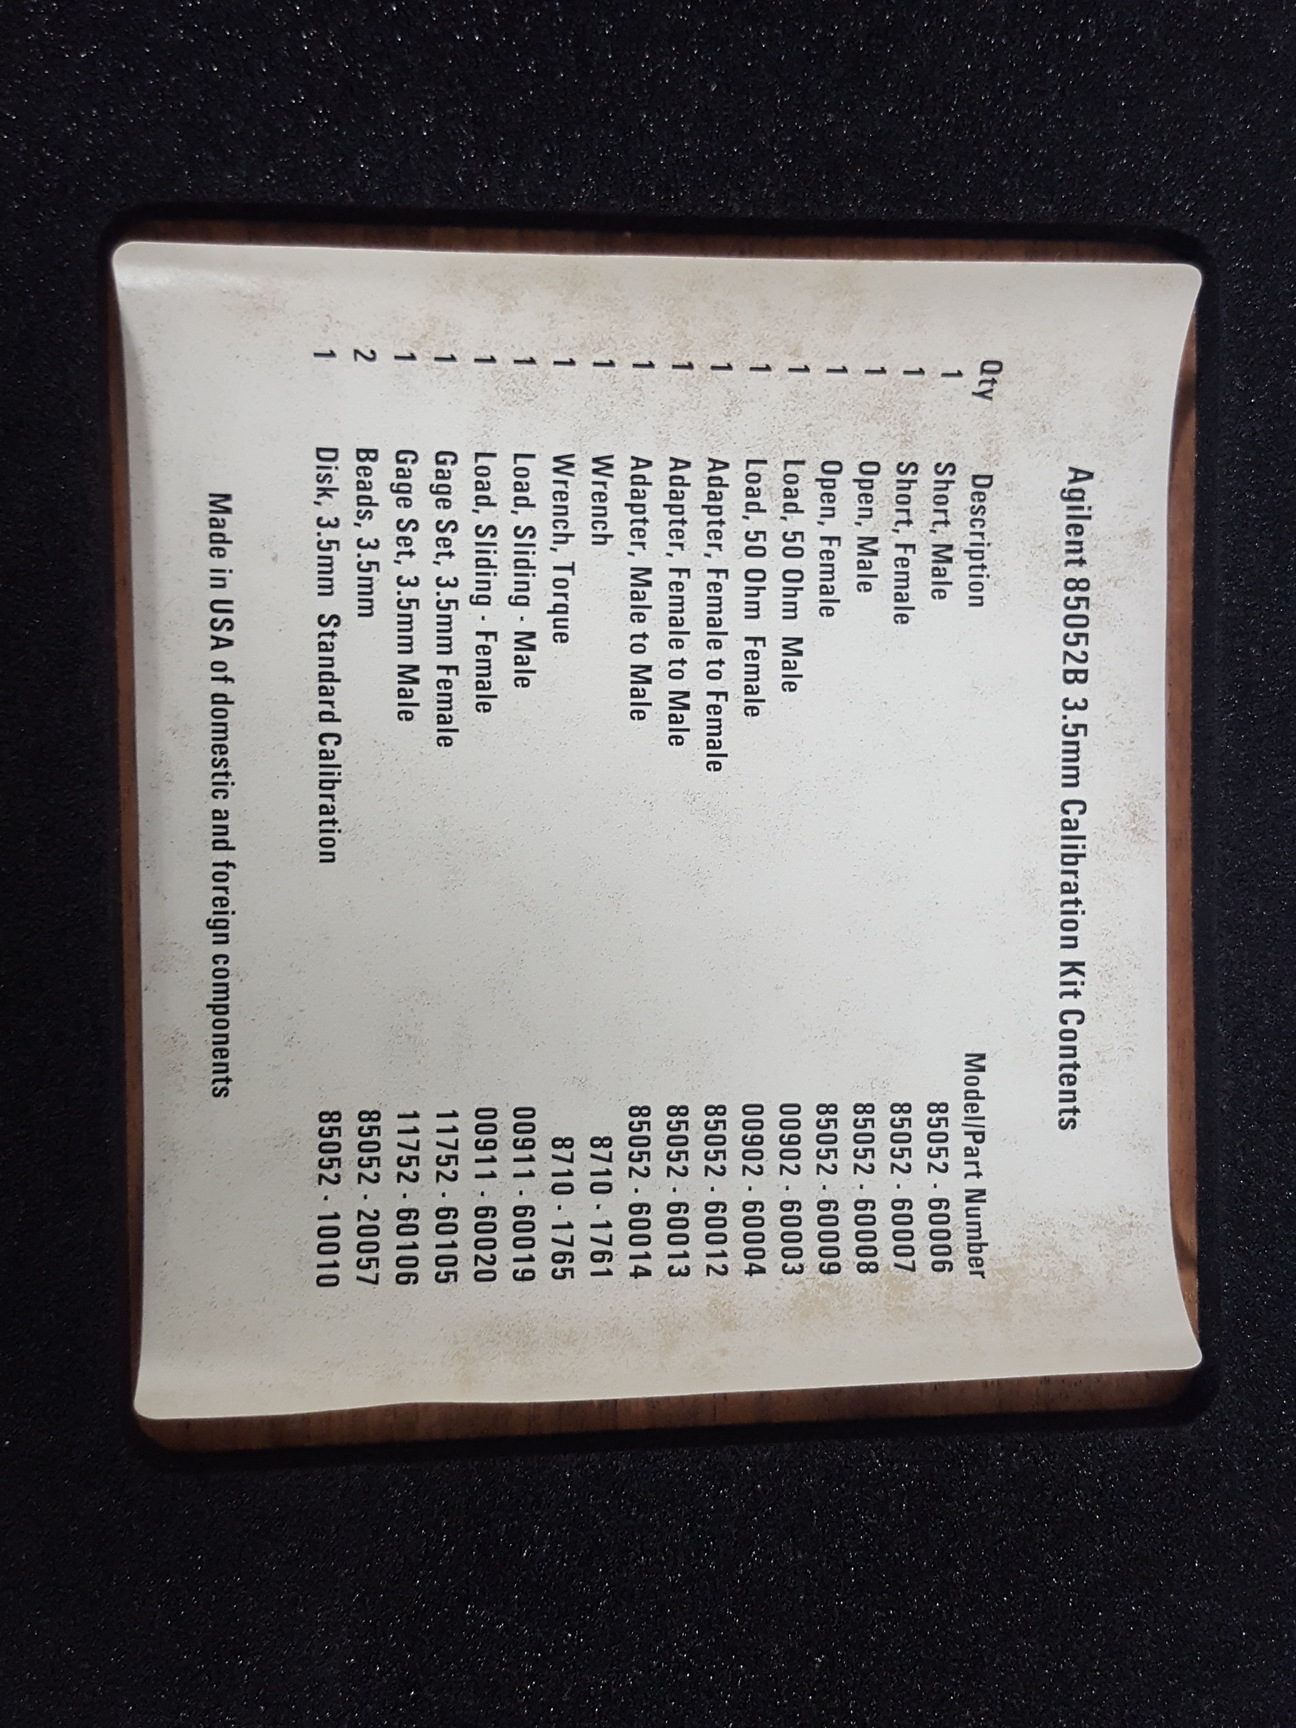 Agilent 85052B 3.5mm Calibration Kit Contents
Qty Description Model/Part Number
1 Short, Male 85052 - 60006
1 Short, Female 85052 - 60007
1 Open, Male 85052 - 60008
1 Open, Female 85052 - 60009
1 Load, 50 Ohm Male 00902 - 60003
1 Load, 50 Ohm Female 00902 - 60004
1 Adapter, Female to Female 85052 - 60012
1 Adapter, Female to Male 85052 - 60013
1 Adapter, Male to Male 85052 - 60014
1 Wrench 8710 - 1761
1 Wrench, Torque 8710 - 1765
1 Load, Sliding - Male 00911 - 60019
1 Load, Sliding - Female 00911 - 60020
1 Gage Set, 3.5mm Female 11752 - 60105
1 Gage Set, 3.5mm Male 11752 - 60106
2 Beads, 3.5mm 85052 - 20057
1 Disk, 3.5mm Standard Calibration 85052 - 10010
Made in USA of domestic and foreign components